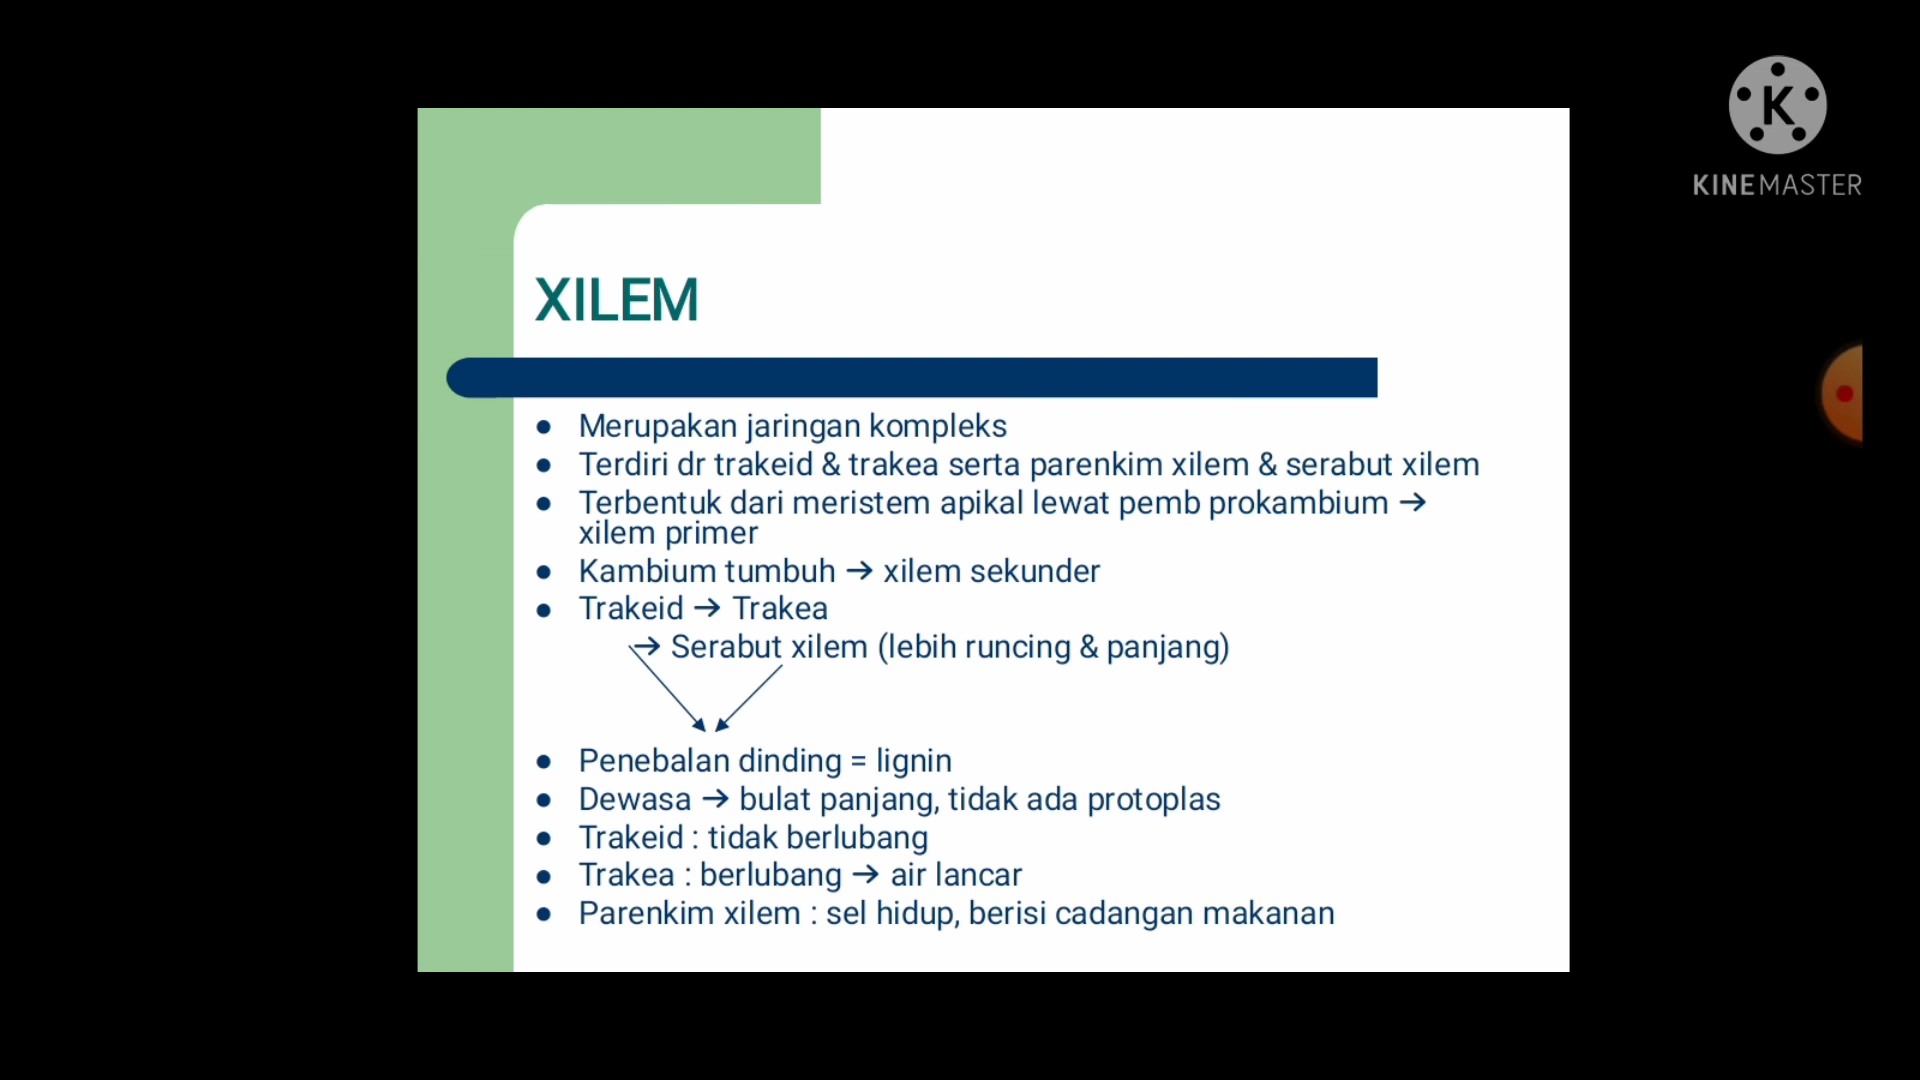 KINEMASTER
XILEM
Merupakan jaringan kompleks
Terdiri dr trakeid & trakea serta parenkim xilem & serabut xilem
Terbentuk dari meristem apikal lewat pemb prokambium →
xilem primer
Kambium tumbuh → xilem sekunder
Trakeid → Trakea
→ Serabut xilem (lebih runcing & panjang)
Penebalan dinding = lignin
Dewasa → bulat panjang, tidak ada protoplas
Trakeid : tidak berlubang
Trakea : berlubang → air lancar
Parenkim xilem : sel hidup, berisi cadangan makanan